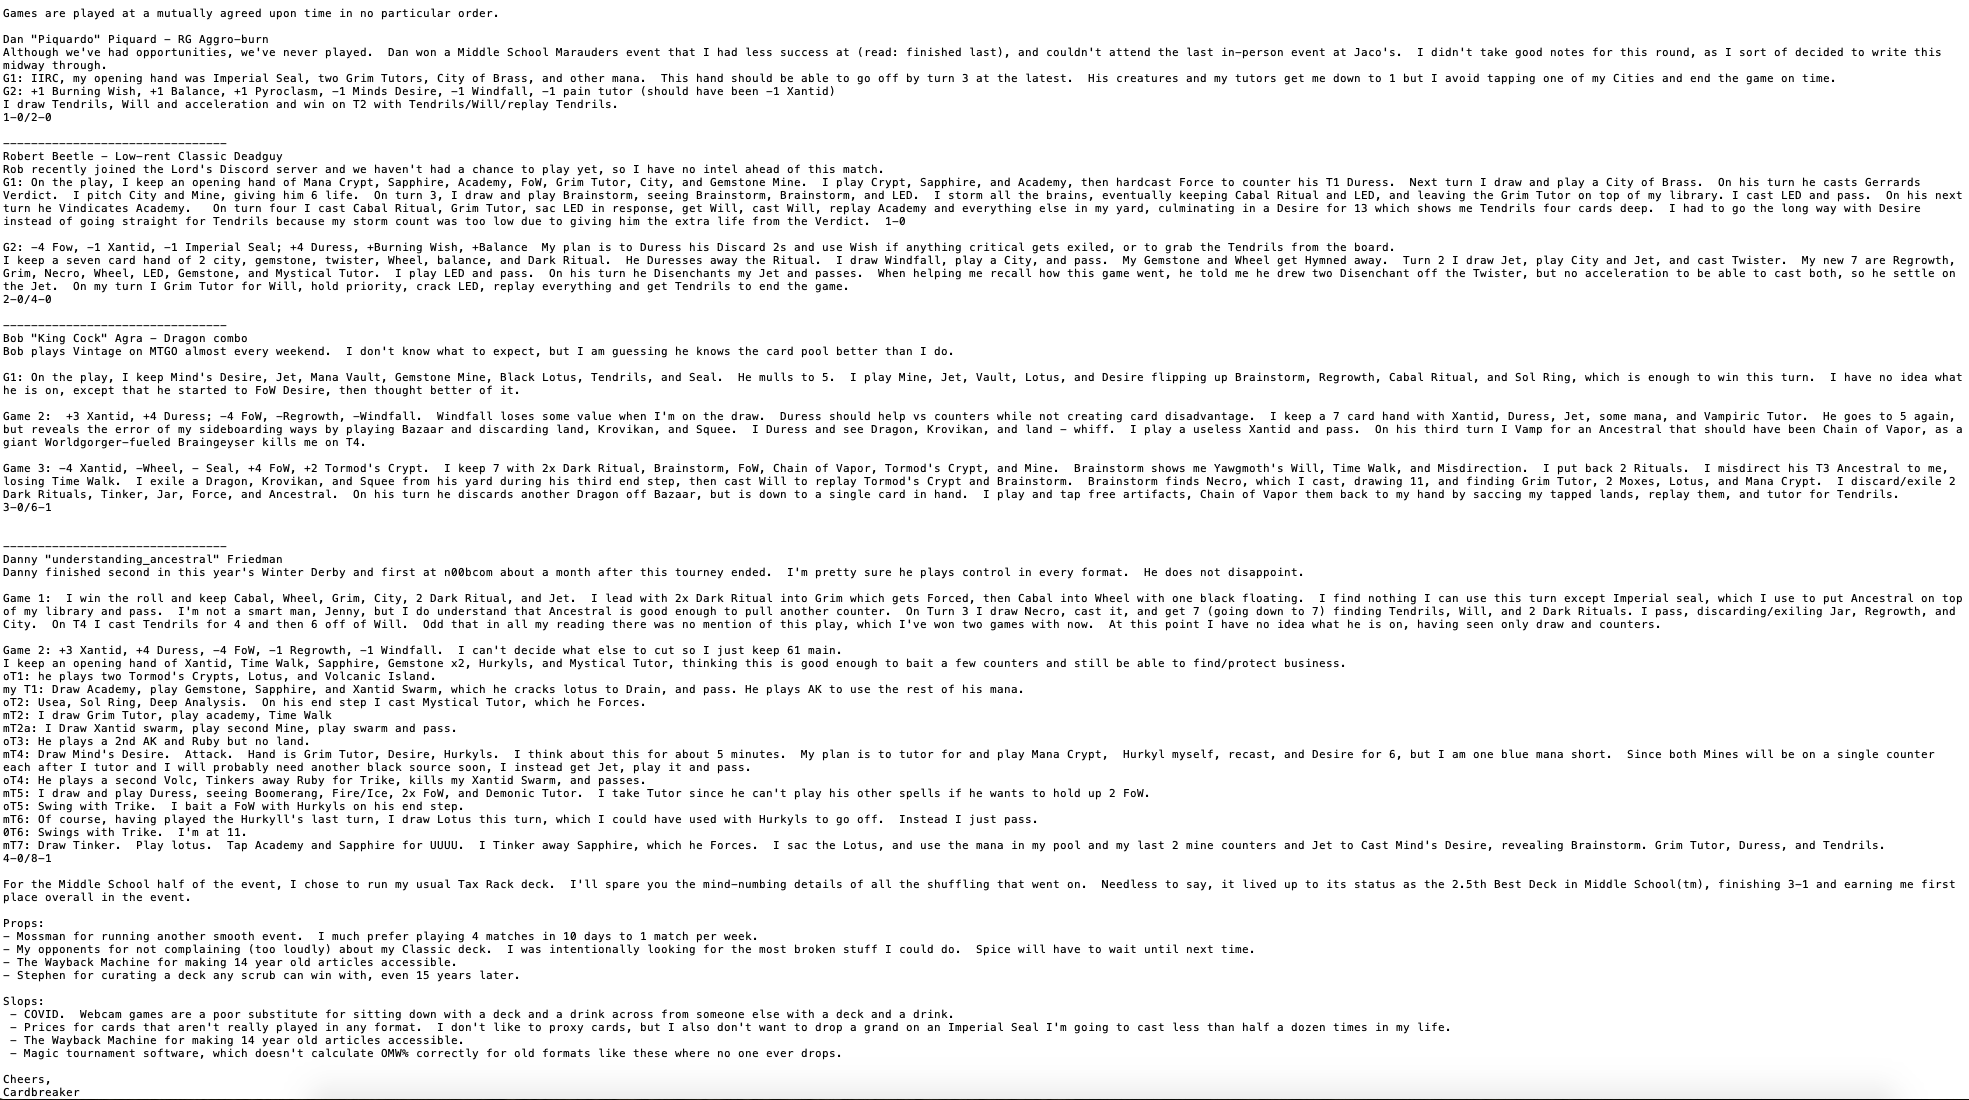 Games are played at a mutually agreed upon time in no particular order.
Dan "Piquardo" Piquard – RG Aggro-burn
Although we've had opportunities, we've never played.  Dan won a Middle School Marauders event that I had less success at (read: finished last), and couldn't attend the last in-person event at Jaco's.  I didn't take good notes for this round, as I sort of decided to write this
midway through.
G1: IIRC, my opening hand was Imperial Seal, two Grim Tutors, City of Brass, and other mana.  This hand should be able to go off by turn 3 at the latest.  His creatures and my tutors get me down to 1 but I avoid tapping one of my Cities and end the game on time.
G2: +1 Burning Wish, +1 Balance, +1 Pyroclasm, -1 Minds Desire, -1 Windfall, -1 pain tutor (should have been -1 Xantid)
I draw Tendrils, Will and acceleration and win on T2 with Tendrils/Will/replay Tendrils.
1-0/2-0
--------------------------------
Robert Beetle – Low-rent Classic Deadguy
Rob recently joined the Lord's Discord server and we haven't had a chance to play yet, so I have no intel ahead of this match.
G1: On the play, I keep an opening hand of Mana Crypt, Sapphire, Academy, FoW, Grim Tutor, City, and Gemstone Mine.  I play Crypt, Sapphire, and Academy, then hardcast Force to counter his T1 Duress.  Next turn I draw and play a City of Brass.  On his turn he casts Gerrards
Verdict.  I pitch City and Mine, giving him 6 life.  On turn 3, I draw and play Brainstorm, seeing Brainstorm, Brainstorm, and LED.  I storm all the brains, eventually keeping Cabal Ritual and LED, and leaving the Grim Tutor on top of my library. I cast LED and pass.  On his next
turn he Vindicates Academy.   On turn four I cast Cabal Ritual, Grim Tutor, sac LED in response, get Will, cast Will, replay Academy and everything else in my yard, culminating in a Desire for 13 which shows me Tendrils four cards deep.  I had to go the long way with Desire
instead of going straight for Tendrils because my storm count was too low due to giving him the extra life from the Verdict.  1-0
G2: -4 Fow, -1 Xantid, -1 Imperial Seal; +4 Duress, +Burning Wish, +Balance  My plan is to Duress his Discard 2s and use Wish if anything critical gets exiled, or to grab the Tendrils from the board.
I keep a seven card hand of 2 city, gemstone, twister, Wheel, balance, and Dark Ritual.  He Duresses away the Ritual.  I draw Windfall, play a City, and pass.  My Gemstone and Wheel get Hymned away.  Turn 2 I draw Jet, play City and Jet, and cast Twister.  My new 7 are Regrowth,
Grim, Necro, Wheel, LED, Gemstone, and Mystical Tutor.  I play LED and pass.  On his turn he Disenchants my Jet and passes.  When helping me recall how this game went, he told me he drew two Disenchant off the Twister, but no acceleration to be able to cast both, so he settle on
the Jet.  On my turn I Grim Tutor for Will, hold priority, crack LED, replay everything and get Tendrils to end the game.
2-0/4-0
--------------------------------
Bob "King Cock" Agra – Dragon combo
Bob plays Vintage on MTGO almost every weekend.  I don't know what to expect, but I am guessing he knows the card pool better than I do.
G1: On the play, I keep Mind's Desire, Jet, Mana Vault, Gemstone Mine, Black Lotus, Tendrils, and Seal.  He mulls to 5.  I play Mine, Jet, Vault, Lotus, and Desire flipping up Brainstorm, Regrowth, Cabal Ritual, and Sol Ring, which is enough to win this turn.  I have no idea what
he is on, except that he started to FoW Desire, then thought better of it.
Game 2:  +3 Xantid, +4 Duress; -4 FoW, -Regrowth, -Windfall.  Windfall loses some value when I'm on the draw.  Duress should help vs counters while not creating card disadvantage.  I keep a 7 card hand with Xantid, Duress, Jet, some mana, and Vampiric Tutor.  He goes to 5 again,
but reveals the error of my sideboarding ways by playing Bazaar and discarding land, Krovikan, and Squee.  I Duress and see Dragon, Krovikan, and land – whiff.  I play a useless Xantid and pass.  On his third turn I Vamp for an Ancestral that should have been Chain of Vapor, as a
giant Worldgorger-fueled Braingeyser kills me on T4.
Game 3: -4 Xantid, -Wheel, - Seal, +4 FoW, +2 Tormod's Crypt.  I keep 7 with 2x Dark Ritual, Brainstorm, FoW, Chain of Vapor, Tormod's Crypt, and Mine.  Brainstorm shows me Yawgmoth's Will, Time Walk, and Misdirection.  I put back 2 Rituals.  I misdirect his T3 Ancestral to me,
losing Time Walk.  I exile a Dragon, Krovikan, and Squee from his yard during his third end step, then cast Will to replay Tormod's Crypt and Brainstorm.  Brainstorm finds Necro, which I cast, drawing 11, and finding Grim Tutor, 2 Moxes, Lotus, and Mana Crypt.  I discard/exile 2
Dark Rituals, Tinker, Jar, Force, and Ancestral.  On his turn he discards another Dragon off Bazaar, but is down to a single card in hand.  I play and tap free artifacts, Chain of Vapor them back to my hand by saccing my tapped lands, replay them, and tutor for Tendrils.
3-0/6-1
--------------------------------
Danny "understanding_ancestral" Friedman
Danny finished second in this year's Winter Derby and first at n00bcom about a month after this tourney ended.  I'm pretty sure he plays control in every format.  He does not disappoint.
Game 1:  I win the roll and keep Cabal, Wheel, Grim, City, 2 Dark Ritual, and Jet.  I lead with 2x Dark Ritual into Grim which gets Forced, then Cabal into Wheel with one black floating.  I find nothing I can use this turn except Imperial seal, which I use to put Ancestral on top
of my library and pass.  I'm not a smart man, Jenny, but I do understand that Ancestral is good enough to pull another counter.  On Turn 3 I draw Necro, cast it, and get 7 (going down to 7) finding Tendrils, Will, and 2 Dark Rituals. I pass, discarding/exiling Jar, Regrowth, and
City.  On T4 I cast Tendrils for 4 and then 6 off of Will.  Odd that in all my reading there was no mention of this play, which I've won two games with now.  At this point I have no idea what he is on, having seen only draw and counters.
Game 2: +3 Xantid, +4 Duress, -4 FoW, -1 Regrowth, -1 Windfall.  I can't decide what else to cut so I just keep 61 main.
I keep an opening hand of Xantid, Time Walk, Sapphire, Gemstone x2, Hurkyls, and Mystical Tutor, thinking this is good enough to bait a few counters and still be able to find/protect business.
oT1: he plays two Tormod's Crypts, Lotus, and Volcanic Island.
my T1: Draw Academy, play Gemstone, Sapphire, and Xantid Swarm, which he cracks lotus to Drain, and pass. He plays AK to use the rest of his mana.
oT2: Usea, Sol Ring, Deep Analysis.  On his end step I cast Mystical Tutor, which he Forces.
mT2: I draw Grim Tutor, play academy, Time Walk
mT2a: I Draw Xantid swarm, play second Mine, play swarm and pass.
oT3: He plays a 2nd AK and Ruby but no land.
mT4: Draw Mind's Desire.  Attack.  Hand is Grim Tutor, Desire, Hurkyls.  I think about this for about 5 minutes.  My plan is to tutor for and play Mana Crypt,  Hurkyl myself, recast, and Desire for 6, but I am one blue mana short.  Since both Mines will be on a single counter
each after I tutor and I will probably need another black source soon, I instead get Jet, play it and pass.
oT4: He plays a second Volc, Tinkers away Ruby for Trike, kills my Xantid Swarm, and passes.
mT5: I draw and play Duress, seeing Boomerang, Fire/Ice, 2x FoW, and Demonic Tutor.  I take Tutor since he can't play his other spells if he wants to hold up 2 FoW.
oT5: Swing with Trike.  I bait a FoW with Hurkyls on his end step.
mT6: Of course, having played the Hurkyll's last turn, I draw Lotus this turn, which I could have used with Hurkyls to go off.  Instead I just pass.
0T6: Swings with Trike.  I'm at 11.
mT7: Draw Tinker.  Play lotus.  Tap Academy and Sapphire for UUUU.  I Tinker away Sapphire, which he Forces.  I sac the Lotus, and use the mana in my pool and my last 2 mine counters and Jet to Cast Mind's Desire, revealing Brainstorm. Grim Tutor, Duress, and Tendrils.
4-0/8-1
For the Middle School half of the event, I chose to run my usual Tax Rack deck.  I'll spare you the mind-numbing details of all the shuffling that went on.  Needless to say, it lived up to its status as the 2.5th Best Deck in Middle School(tm), finishing 3-1 and earning me first
place overall in the event.
Props:
– Mossman for running another smooth event.  I much prefer playing 4 matches in 10 days to 1 match per week.
– My opponents for not complaining (too loudly) about my Classic deck.  I was intentionally looking for the most broken stuff I could do.  Spice will have to wait until next time.
– The Wayback Machine for making 14 year old articles accessible.
– Stephen for curating a deck any scrub can win with, even 15 years later.
Slops:
– COVID.  Webcam games are a poor substitute for sitting down with a deck and a drink across from someone else with a deck and a drink.
– Prices for cards that aren't really played in any format.  I don't like to proxy cards, but I also don't want to drop a grand on an Imperial Seal I'm going to cast less than half a dozen times in my life.
– The Wayback Machine for making 14 year old articles accessible.
– Magic tournament software, which doesn't calculate OMW% correctly for old formats like these where no one ever drops.
Cheers,
Cardbreaker